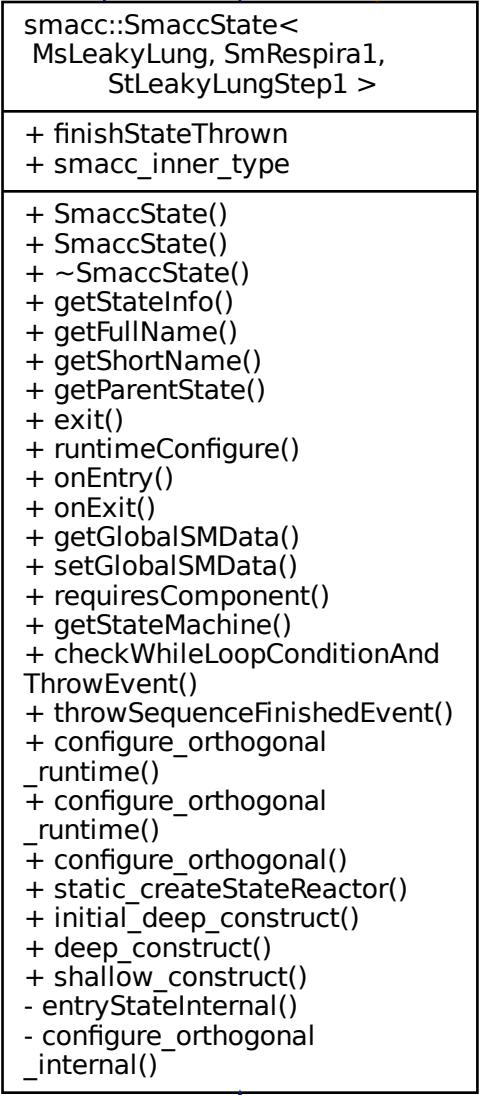 smacc::SmaccState<
MsLeakyLung, SmRespira1,
StLeakyLungStep1 >
+ finishStateThrown
+ smacc_inner_type
+ SmaccState()
+ SmaccState()
+ ~SmaccState()
+ getStateInfo()
+ getFullName()
+ getShortName()
+ getParentState()
+ exit()
+ runtimeConfigure()
+ onEntry()
+ onExit()
+ getGlobalSMData()
+ setGlobalSMData()
+ requiresComponent()
+ getStateMachine()
+ checkWhileLoopConditionAnd
ThrowEvent()
+ throwSequenceFinishedEvent()
+ configure_orthogonal
_runtime()
+ configure_orthogonal
_runtime()
+ configure_orthogonal()
+ static_createStateReactor()
+ initial_deep_construct()
+ deep_construct()
+ shallow_construct()
- entryStateInternal()
- configure_orthogonal
_internal()